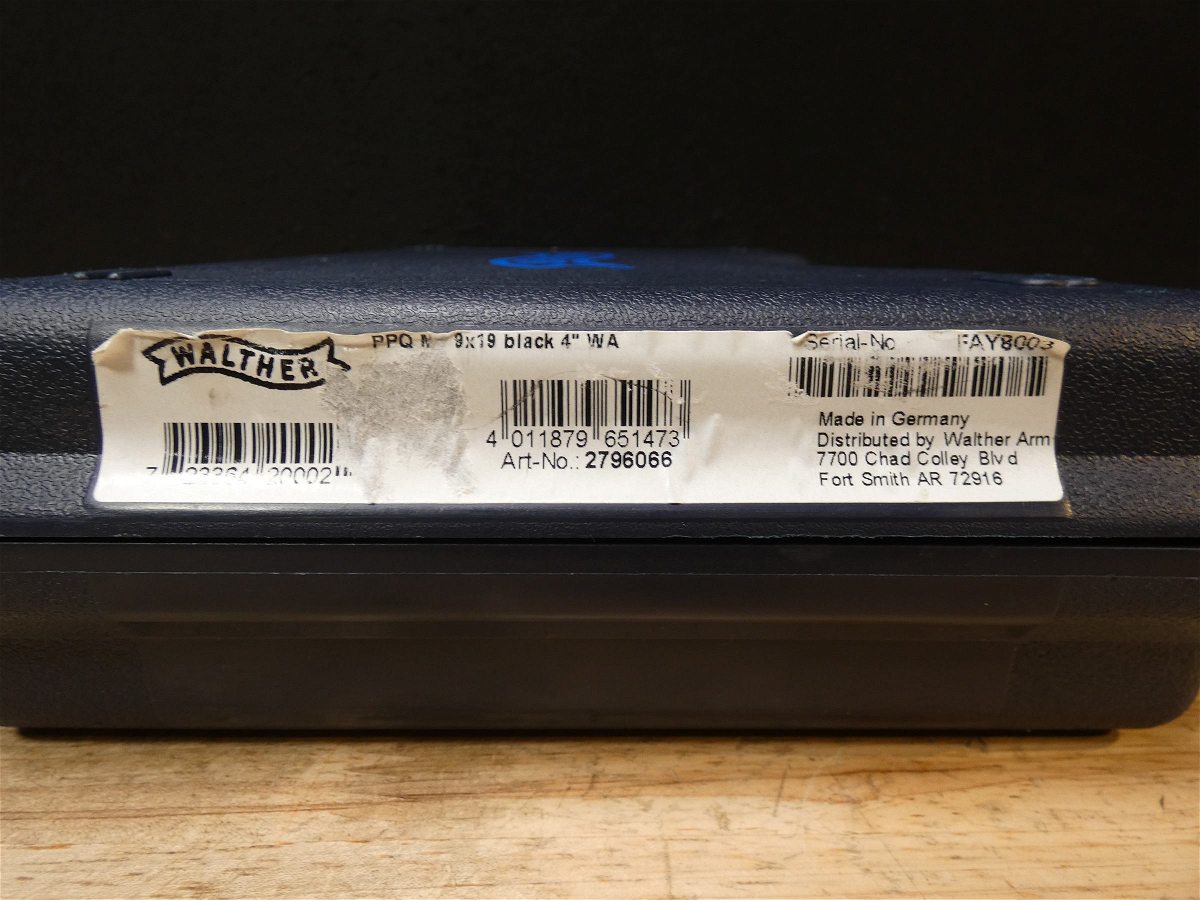 WALTHER
PPQ M 9x19 black 4" WA
4 011879 651473
Art-No.: 2796066
Serial-No FAY8003
Made in Germany
Distributed by Walther Arm
7700 Chad Colley Blvd
Fort Smith AR 72916